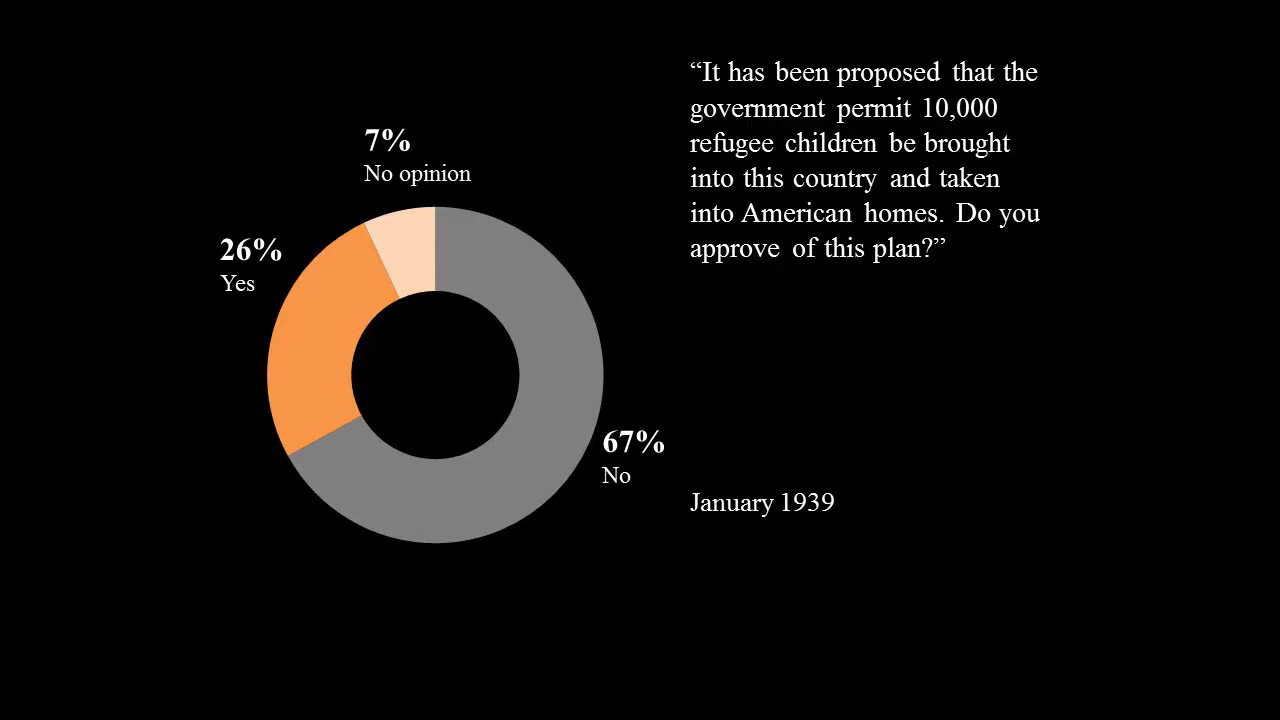 7%
No opinion
26%
Yes
67%
No
“It has been proposed that the
government permit 10,000
refugee children be brought
into this country and taken
into American homes. Do you
approve of this plan?”
January 1939